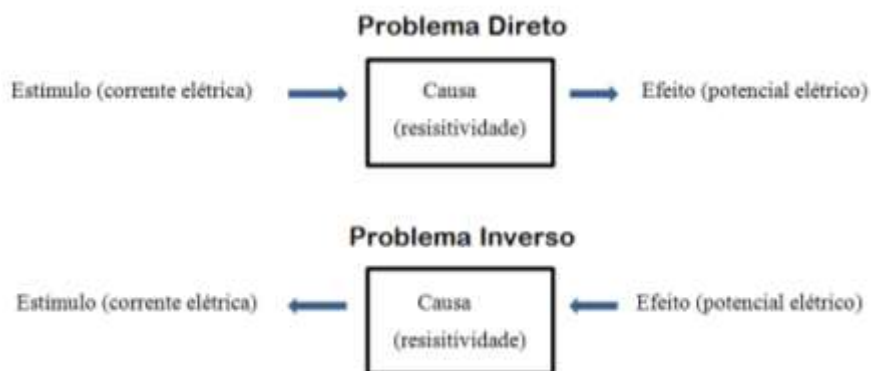 Problema Direto
Estímulo (corrente elétrica)
Causa
(resisitividade)
Efeito (potencial elétrico)
Problema Inverso
Estímulo (corrente elétrica)
Causa
(resisitividade)
Efeito (potencial elétrico)